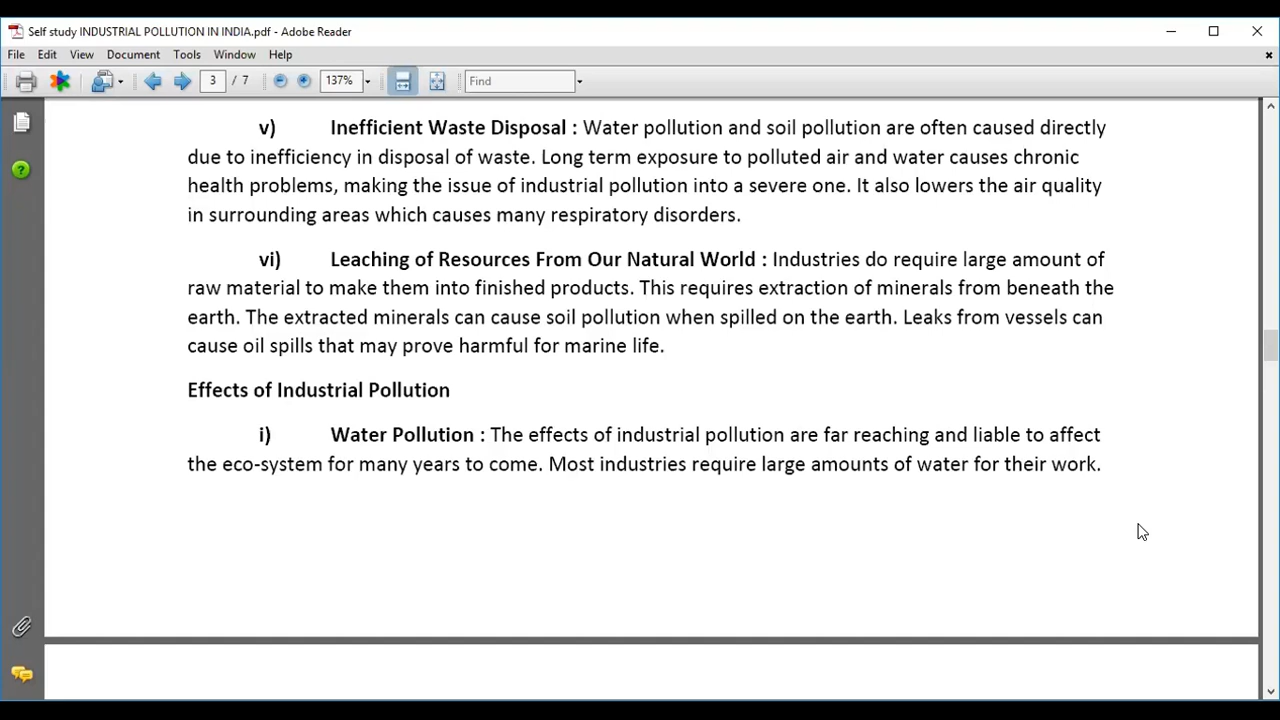 Self study INDUSTRIAL POLLUTION IN INDIA.pdf - Adobe Reader
File Edit View Document Tools Window Help
3 / 7 137% Find
v) Inefficient Waste Disposal : Water pollution and soil pollution are often caused directly
due to inefficiency in disposal of waste. Long term exposure to polluted air and water causes chronic
health problems, making the issue of industrial pollution into a severe one. It also lowers the air quality
in surrounding areas which causes many respiratory disorders.
vi) Leaching of Resources From Our Natural World : Industries do require large amount of
raw material to make them into finished products. This requires extraction of minerals from beneath the
earth. The extracted minerals can cause soil pollution when spilled on the earth. Leaks from vessels can
cause oil spills that may prove harmful for marine life.
Effects of Industrial Pollution
i) Water Pollution : The effects of industrial pollution are far reaching and liable to affect
the eco-system for many years to come. Most industries require large amounts of water for their work.